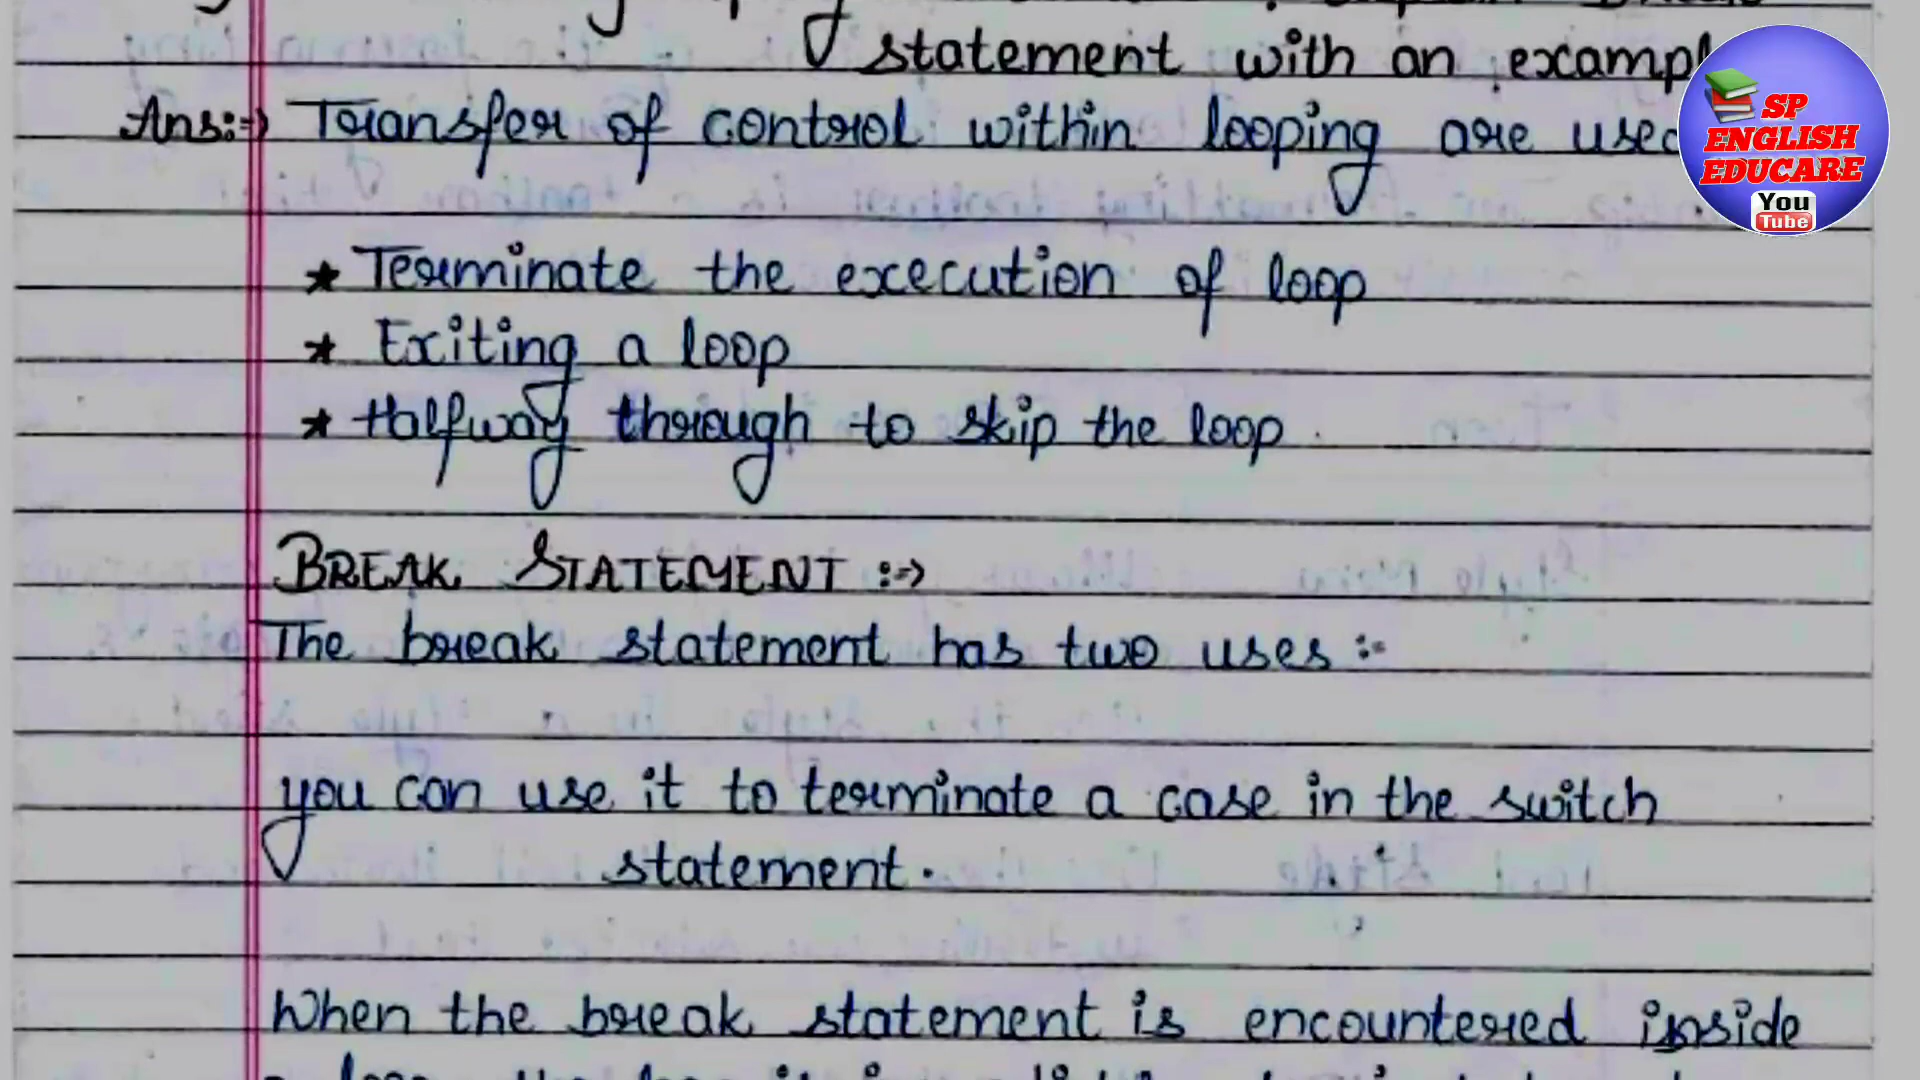 statement with an exampl
Ans:→ Transfer of control within looping are used
★ Terminate the execution of loop
★ Exiting a loop
★ Halfway through to skip the loop.
BREAK STATEMENT :→
The break statement has two uses :-
you can use it to terminate a case in the switch
statement.
When the break statement is encountered inside
SP
ENGLISH
EDUCARE
You
Tube